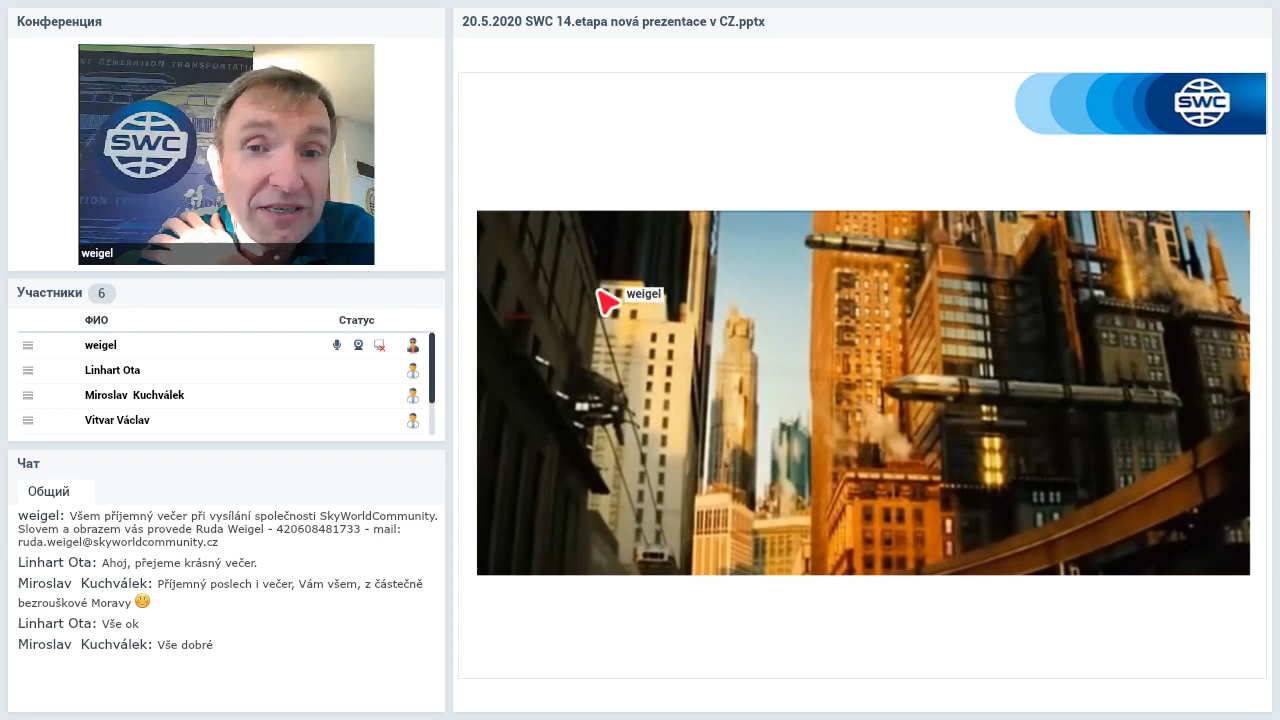 Конференция
NT GENERATION TRANSPORTATIO
SWC
weigel
Участники 6
ФИО Статус
weigel
Linhart Ota
Miroslav Kuchválek
Vitvar Václav
Чат
Общий
weigel: Všem příjemný večer při vysílání společnosti SkyWorldCommunity.
Slovem a obrazem vás provede Ruda Weigel - 420608481733 - mail:
ruda.weigel@skyworldcommunity.cz
Linhart Ota: Ahoj, přejeme krásný večer.
Miroslav Kuchválek: Příjemný poslech i večer, Vám všem, z částečně
bezrouškové Moravy
Linhart Ota: Vše ok
Miroslav Kuchválek: Vše dobré
20.5.2020 SWC 14.etapa nová prezentace v CZ.pptx
SWC
weigel